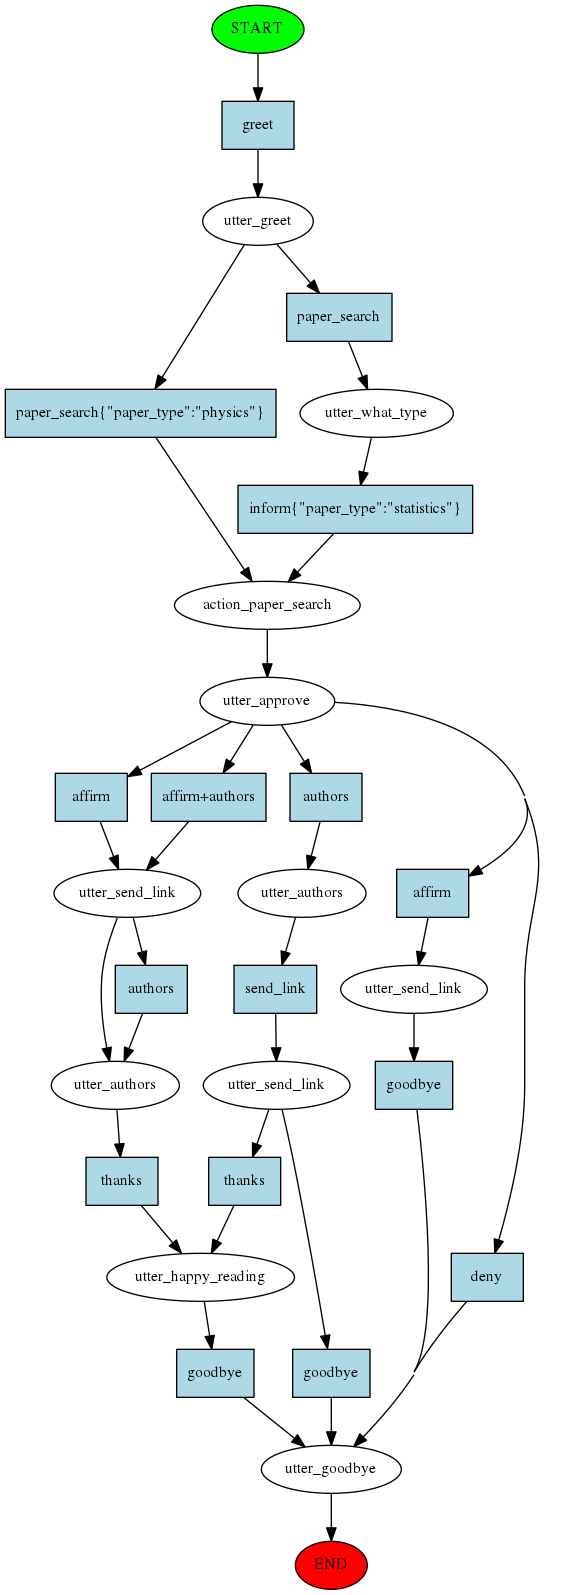 START
greet
utter_greet
paper_search
paper_search{"paper_type":"physics"}
utter_what_type
inform{"paper_type":"statistics"}
action_paper_search
utter_approve
affirm
affirm+authors
authors
utter_send_link
utter_authors
affirm
authors
send_link
utter_send_link
utter_authors
utter_send_link
goodbye
thanks
thanks
utter_happy_reading
deny
goodbye
goodbye
utter_goodbye
END